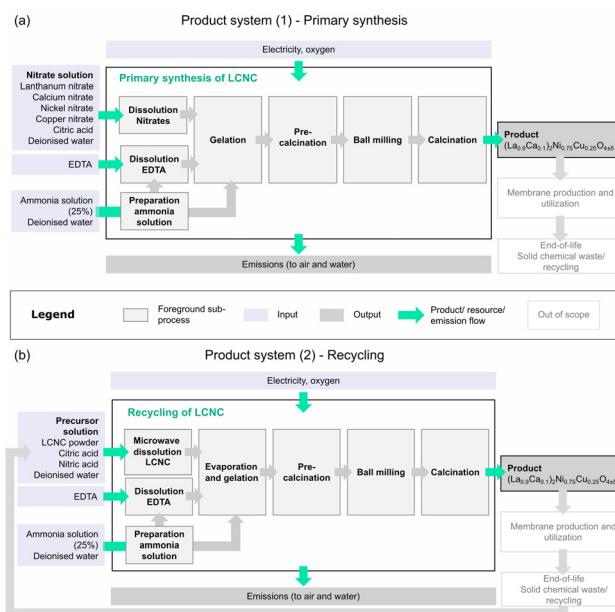 (a)
Product system (1) - Primary synthesis
Electricity, oxygen
Nitrate solution
Lanthanum nitrate
Calcium nitrate
Nickel nitrate
Copper nitrate
Citric acid
Deionised water
EDTA
Ammonia solution
(25%)
Deionised water
Primary synthesis of LCNC
Dissolution
Nitrates
Dissolution
EDTA
Preparation
ammonia
solution
Gelation
Pre-
calcination
Ball milling
Calcination
Product
(La0.9Ca0.1)2Ni0.75Cu0.25O4±δ
Membrane production and
utilization
End-of-life
Solid chemical waste/
recycling
Emissions (to air and water)
Legend
Foreground sub-
process
Input
Output
Product/ resource/
emission flow
Out of scope
(b)
Product system (2) - Recycling
Electricity, oxygen
Precursor
solution
LCNC powder
Citric acid
Nitric acid
Deionised water
EDTA
Ammonia solution
(25%)
Deionised water
Recycling of LCNC
Microwave
dissolution
LCNC
Dissolution
EDTA
Preparation
ammonia
solution
Evaporation
and gelation
Pre-
calcination
Ball milling
Calcination
Product
(La0.9Ca0.1)2Ni0.75Cu0.25O4±δ
Membrane production and
utilization
End-of-life
Solid chemical waste/
recycling
Emissions (to air and water)